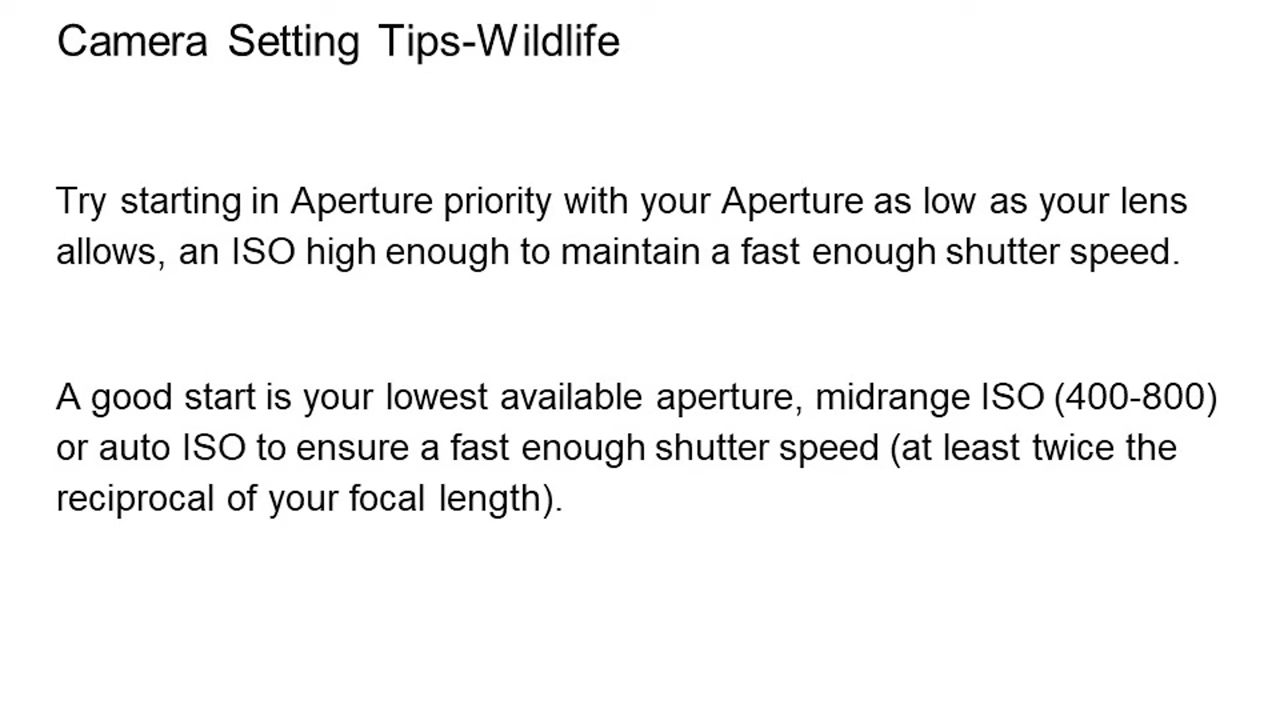 Camera Setting Tips-Wildlife
Try starting in Aperture priority with your Aperture as low as your lens
allows, an ISO high enough to maintain a fast enough shutter speed.
A good start is your lowest available aperture, midrange ISO (400-800)
or auto ISO to ensure a fast enough shutter speed (at least twice the
reciprocal of your focal length).